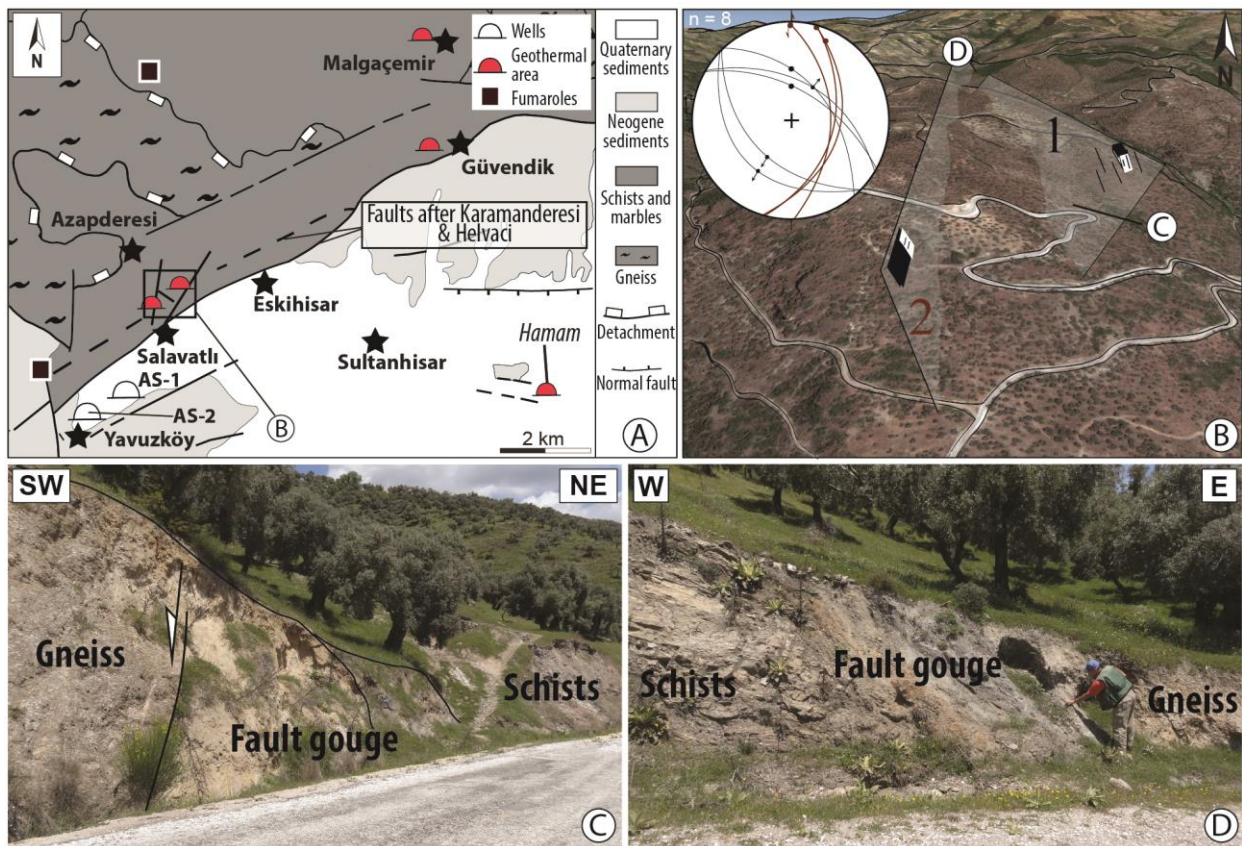 N
Malgaçemir
Wells
Geothermal
area
Fumaroles
Azapderesi
Güvendik
Faults after Karamanderesi
& Helvacı
Eskihisar
Salavatlı
AS-1
Sultanhisar
Hamam
AS-2
Yavuzköy
B
2 km
Quaternary
sediments
Neogene
sediments
Schists and
marbles
Gneiss
Detachment
Normal fault
A
n = 8
D
N
1
C
2
B
SW
NE
Gneiss
Fault gouge
Schists
C
W
E
Schists
Fault gouge
Gneiss
D